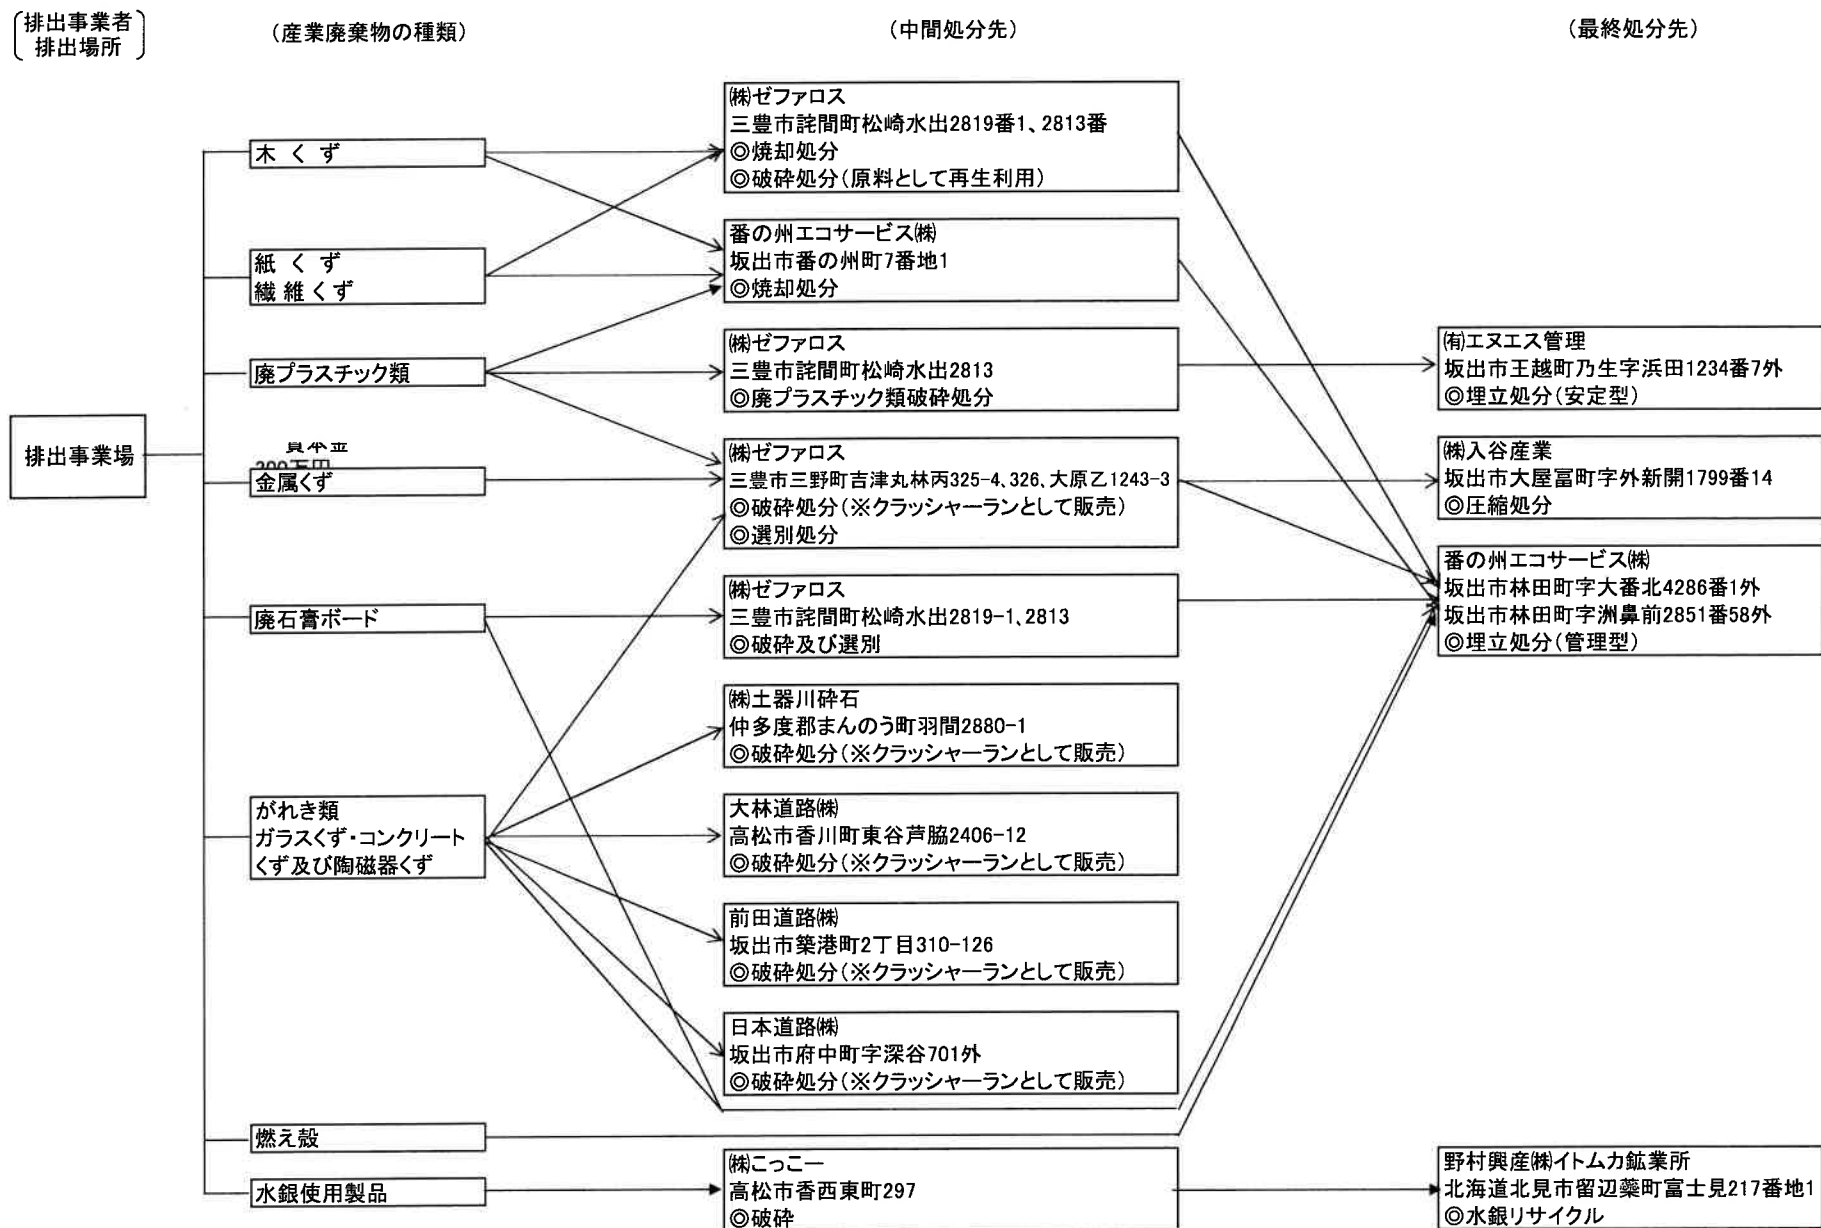 排出事業者
排出場所
(産業廃棄物の種類)
(中間処分先)
(最終処分先)
排出事業場
木くず
紙くず
繊維くず
廃プラスチック類
資本金
300万円
金属くず
廃石膏ボード
がれき類
ガラスくず・コンクリート
くず及び陶磁器くず
燃え殻
水銀使用製品
㈱ゼファロス
三豊市詫間町松崎水出2819番1、2813番
◎焼却処分
◎破砕処分(原料として再生利用)
番の州エコサービス㈱
坂出市番の州町7番地1
◎焼却処分
㈱ゼファロス
三豊市詫間町松崎水出2813
◎廃プラスチック類破砕処分
㈱ゼファロス
三豊市三野町吉津丸林丙325-4、326、大原乙1243-3
◎破砕処分(※クラッシャーランとして販売)
◎選別処分
㈱ゼファロス
三豊市詫間町松崎水出2819-1、2813
◎破砕及び選別
㈱土器川砕石
仲多度郡まんのう町羽間2880-1
◎破砕処分(※クラッシャーランとして販売)
大林道路㈱
高松市香川町東谷芦脇2406-12
◎破砕処分(※クラッシャーランとして販売)
前田道路㈱
坂出市築港町2丁目310-126
◎破砕処分(※クラッシャーランとして販売)
日本道路㈱
坂出市府中町字深谷701外
◎破砕処分(※クラッシャーランとして販売)
㈱こっこー
高松市香西東町297
◎破砕
㈲エヌエス管理
坂出市王越町乃生字浜田1234番7外
◎埋立処分(安定型)
㈱入谷産業
坂出市大屋冨町字外新開1799番14
◎圧縮処分
番の州エコサービス㈱
坂出市林田町字大番北4286番1外
坂出市林田町字洲鼻前2851番58外
◎埋立処分(管理型)
野村興産㈱イトムカ鉱業所
北海道北見市留辺蘂町富士見217番地1
◎水銀リサイクル